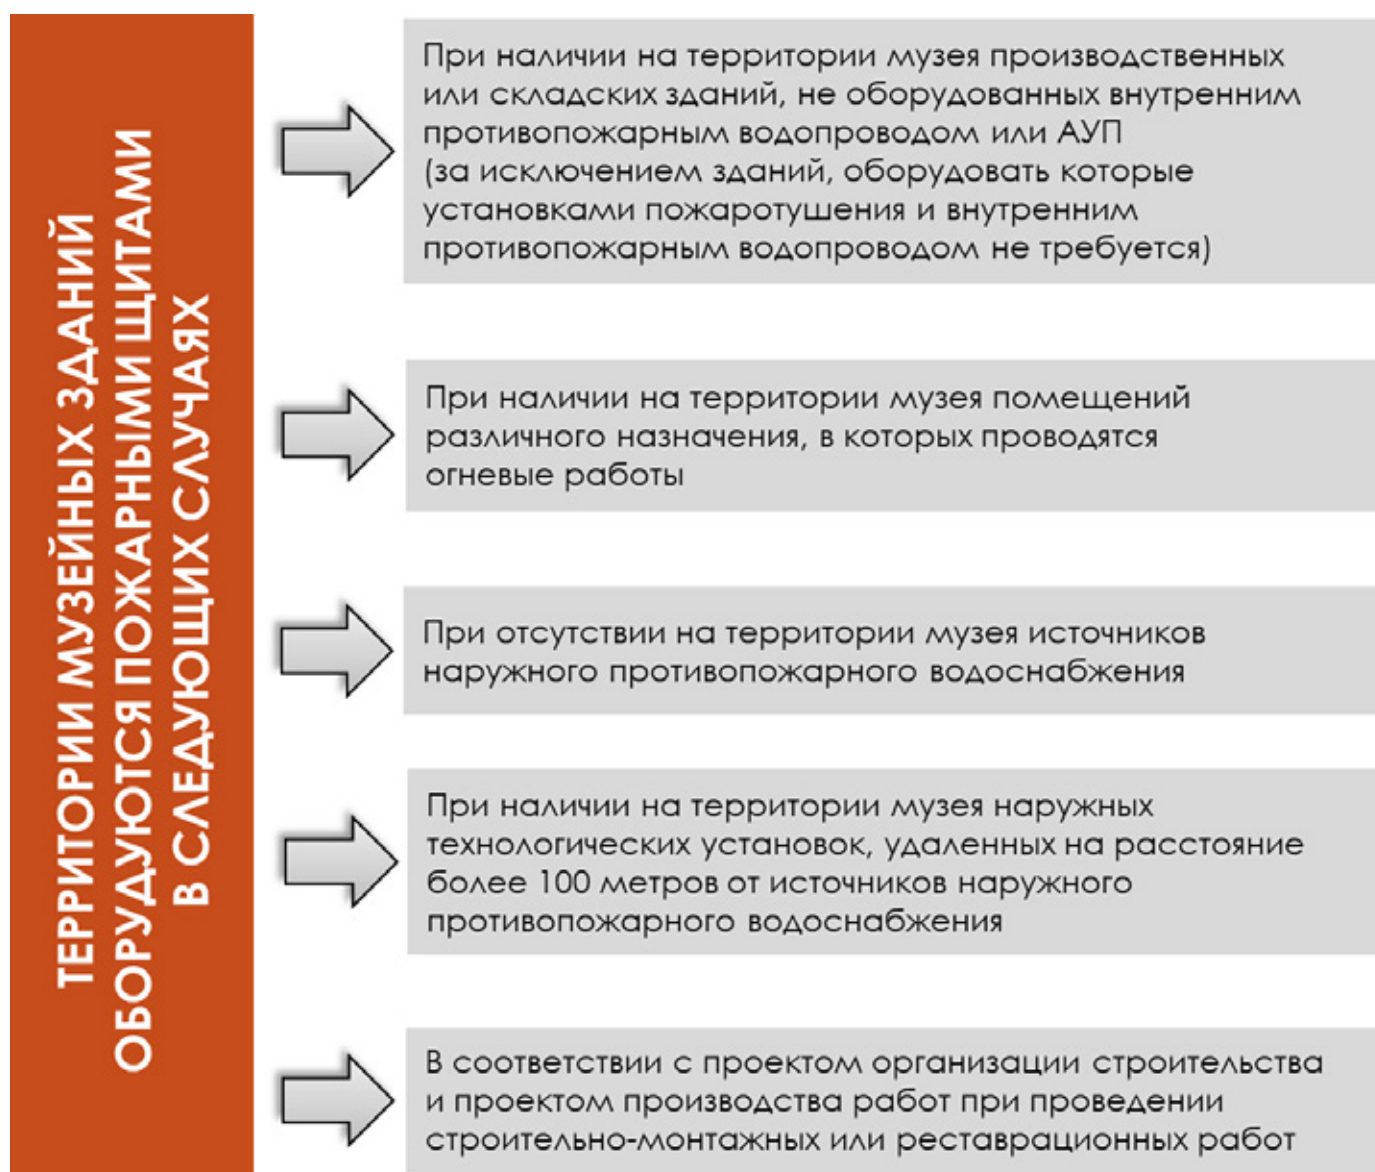 ТЕРРИТОРИИ МУЗЕЙНЫХ ЗДАНИЙ
ОБОРУДУЮТСЯ ПОЖАРНЫМИ ЩИТАМИ
В СЛЕДУЮЩИХ СЛУЧАЯХ
При наличии на территории музея производственных
или складских зданий, не оборудованных внутренним
противопожарным водопроводом или АУП
(за исключением зданий, оборудовать которые
установками пожаротушения и внутренним
противопожарным водопроводом не требуется)
При наличии на территории музея помещений
различного назначения, в которых проводятся
огневые работы
При отсутствии на территории музея источников
наружного противопожарного водоснабжения
При наличии на территории музея наружных
технологических установок, удаленных на расстояние
более 100 метров от источников наружного
противопожарного водоснабжения
В соответствии с проектом организации строительства
и проектом производства работ при проведении
строительно-монтажных или реставрационных работ